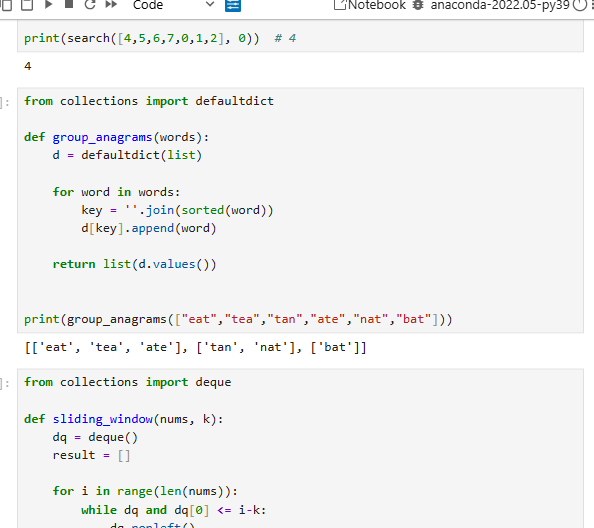 Code Notebook anaconda-2022.05-py39
print(search([4,5,6,7,0,1,2], 0))  # 4
4
]:
from collections import defaultdict
def group_anagrams(words):
    d = defaultdict(list)
    for word in words:
        key = ''.join(sorted(word))
        d[key].append(word)
    return list(d.values())
print(group_anagrams(["eat","tea","tan","ate","nat","bat"]))
[['eat', 'tea', 'ate'], ['tan', 'nat'], ['bat']]
]:
from collections import deque
def sliding_window(nums, k):
    dq = deque()
    result = []
    for i in range(len(nums)):
        while dq and dq[0] <= i-k:
            dq.popleft()